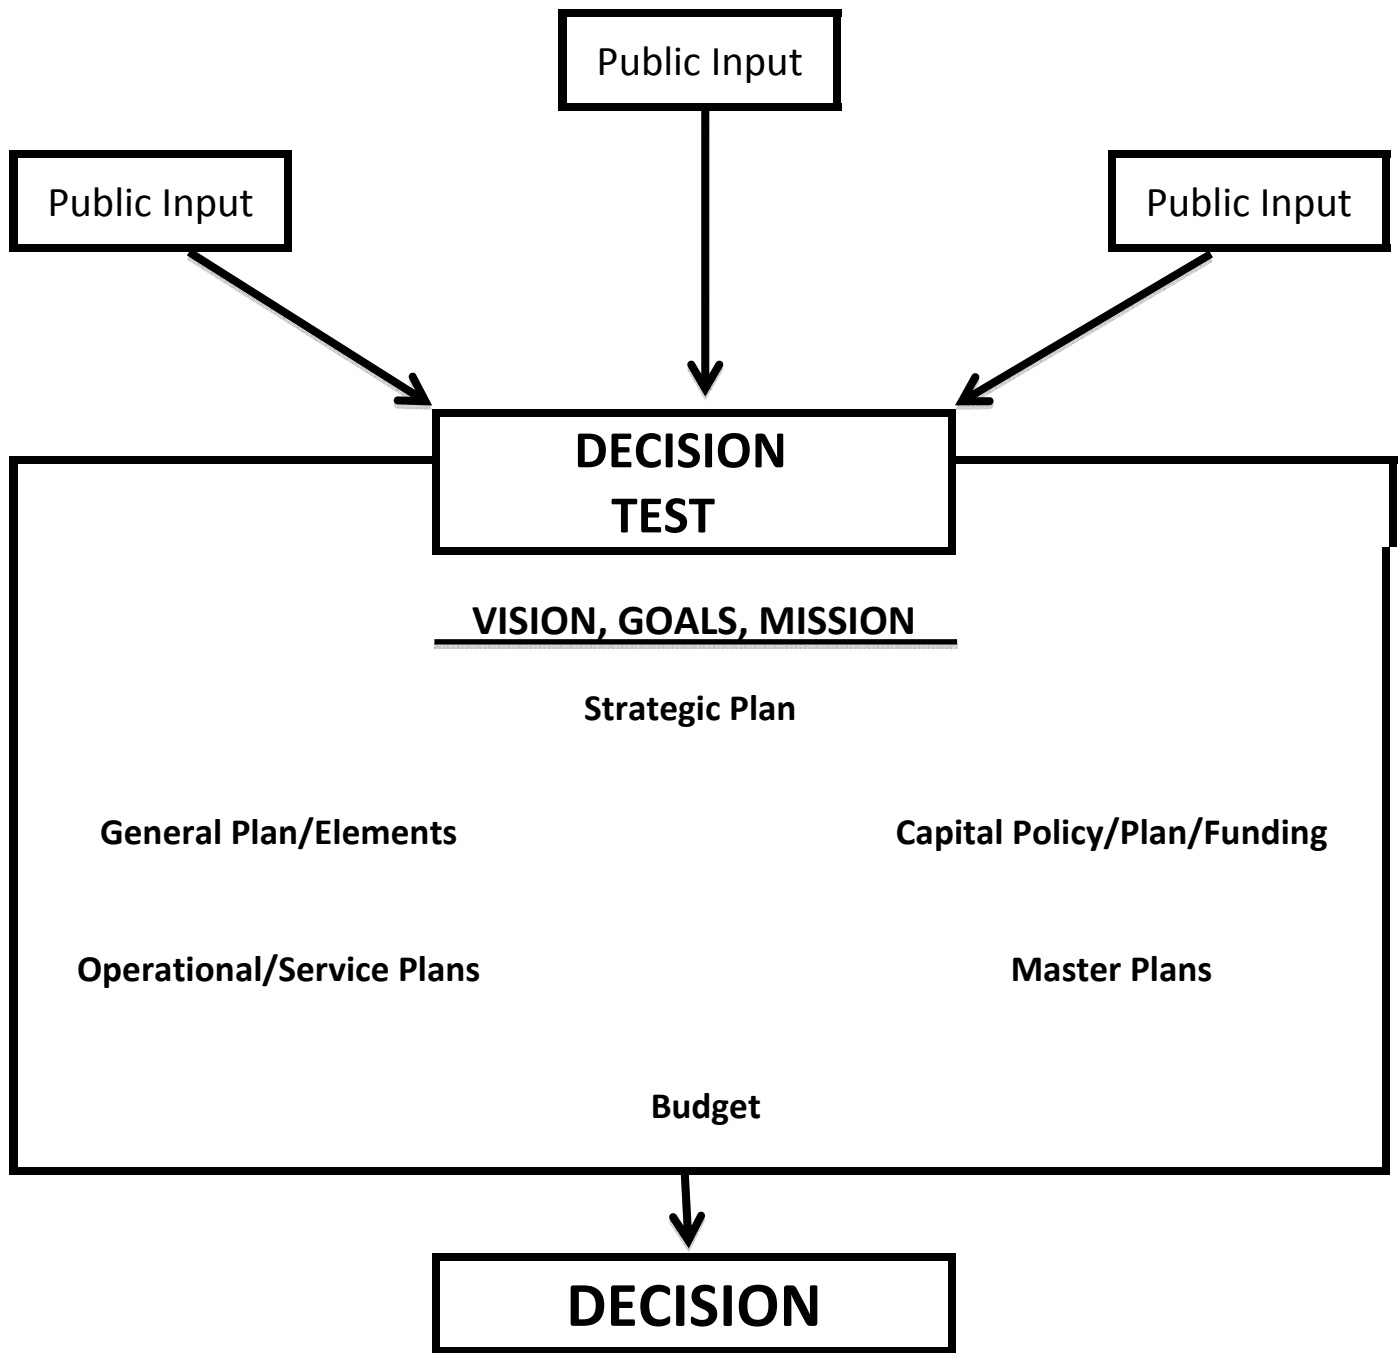 Public Input
Public Input
Public Input
DECISION
TEST
VISION, GOALS, MISSION
Strategic Plan
General Plan/Elements
Capital Policy/Plan/Funding
Operational/Service Plans
Master Plans
Budget
DECISION